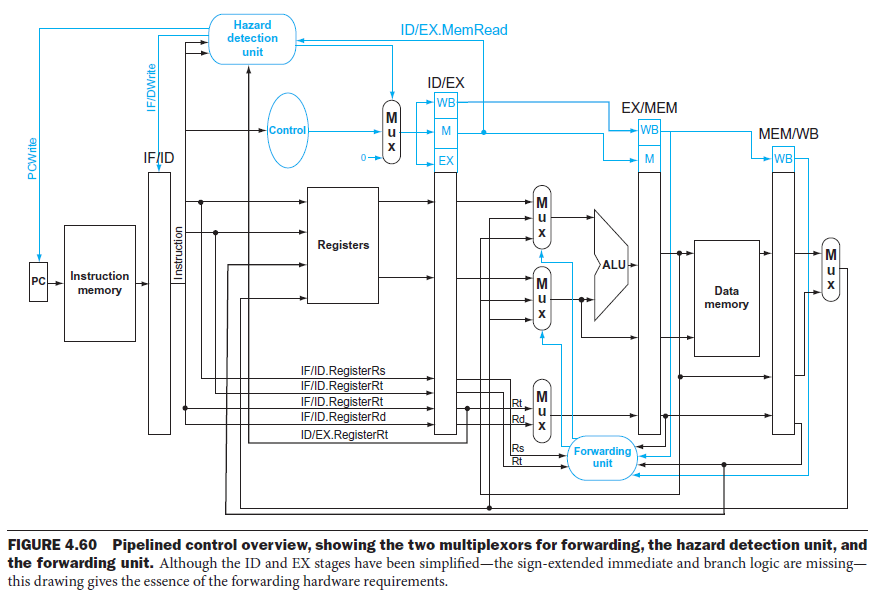 Hazard
detection
unit
ID/EX.MemRead
IF/DWrite
PCWrite
Control
M
u
x
0
ID/EX
WB
M
EX
EX/MEM
WB
M
MEM/WB
WB
IF/ID
PC
Instruction
memory
Instruction
Registers
M
u
x
M
u
x
ALU
Data
memory
M
u
x
IF/ID.RegisterRs
IF/ID.RegisterRt
IF/ID.RegisterRt
IF/ID.RegisterRd
ID/EX.RegisterRt
Rt
Rd
M
u
x
Rs
Rt
Forwarding
unit
FIGURE 4.60 Pipelined control overview, showing the two multiplexors for forwarding, the hazard detection unit, and
the forwarding unit. Although the ID and EX stages have been simplified—the sign-extended immediate and branch logic are missing—
this drawing gives the essence of the forwarding hardware requirements.